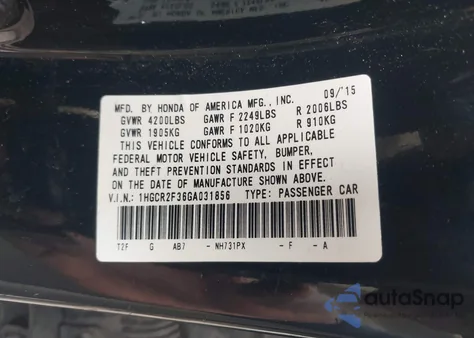 MFD. BY HONDA OF AMERICA MFG., INC. 09/'15
GVWR 4200LBS GAWR F 2249LBS R 2006LBS
GVWR 1905KG GAWR F 1020KG R 910KG
THIS VEHICLE CONFORMS TO ALL APPLICABLE
FEDERAL MOTOR VEHICLE SAFETY, BUMPER,
AND THEFT PREVENTION STANDARDS IN EFFECT ON
THE DATE OF MANUFACTURE SHOWN ABOVE.
V.I.N.: 1HGCR2F36GA031856 TYPE: PASSENGER CAR
T2F G AB7 - NH731PX - F - A
autoSnap